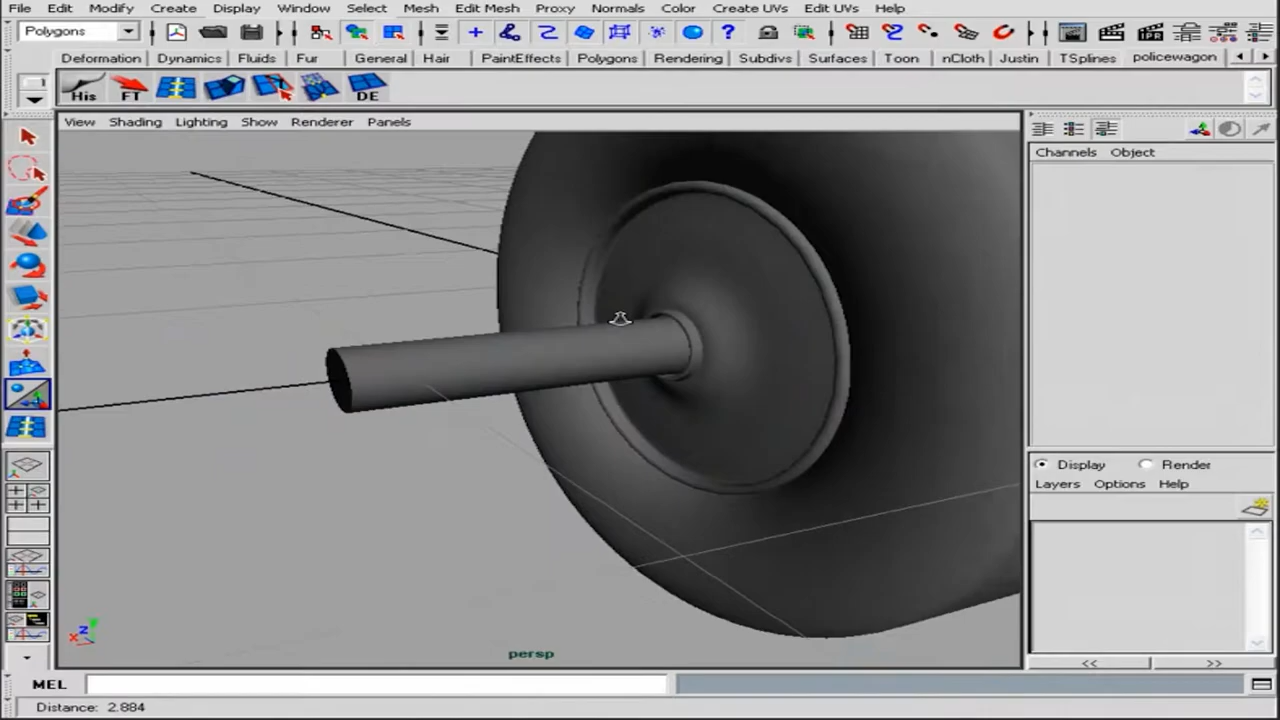 File Edit Modify Create Display Window Select Mesh Edit Mesh Proxy Normals Color Create UVs Edit UVs Help
Polygons
Deformation Dynamics Fluids Fur General Hair PaintEffects Polygons Rendering Subdivs Surfaces Toon nCloth Justin TSplines policewagon
His FT DE
View Shading Lighting Show Renderer Panels
Channels Object
Display Render
Layers Options Help
z
x
persp
<< >>
MEL
Distance: 2.884